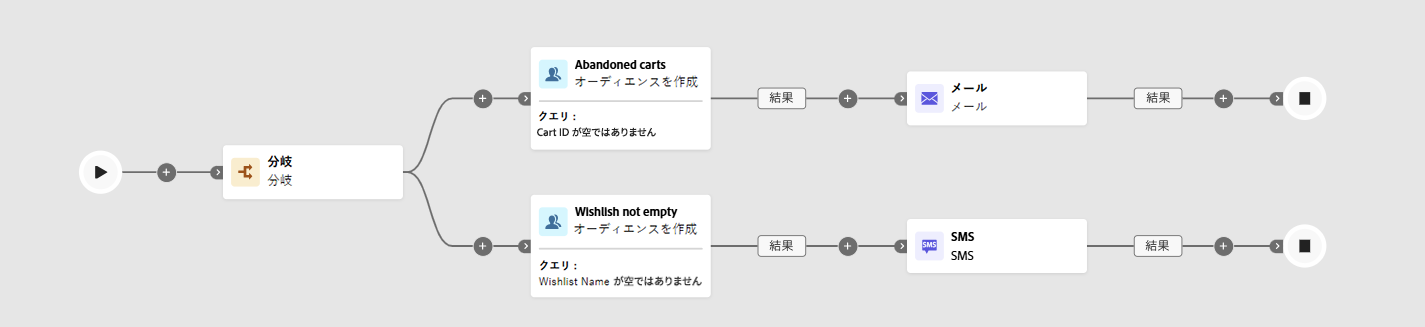 分岐
分岐
Abandoned carts
オーディエンスを作成
クエリ：
Cart ID が空ではありません
結果
メール
メール
結果
Wishlish not empty
オーディエンスを作成
クエリ：
Wishlist Name が空ではありません
結果
SMS
SMS
SMS
結果